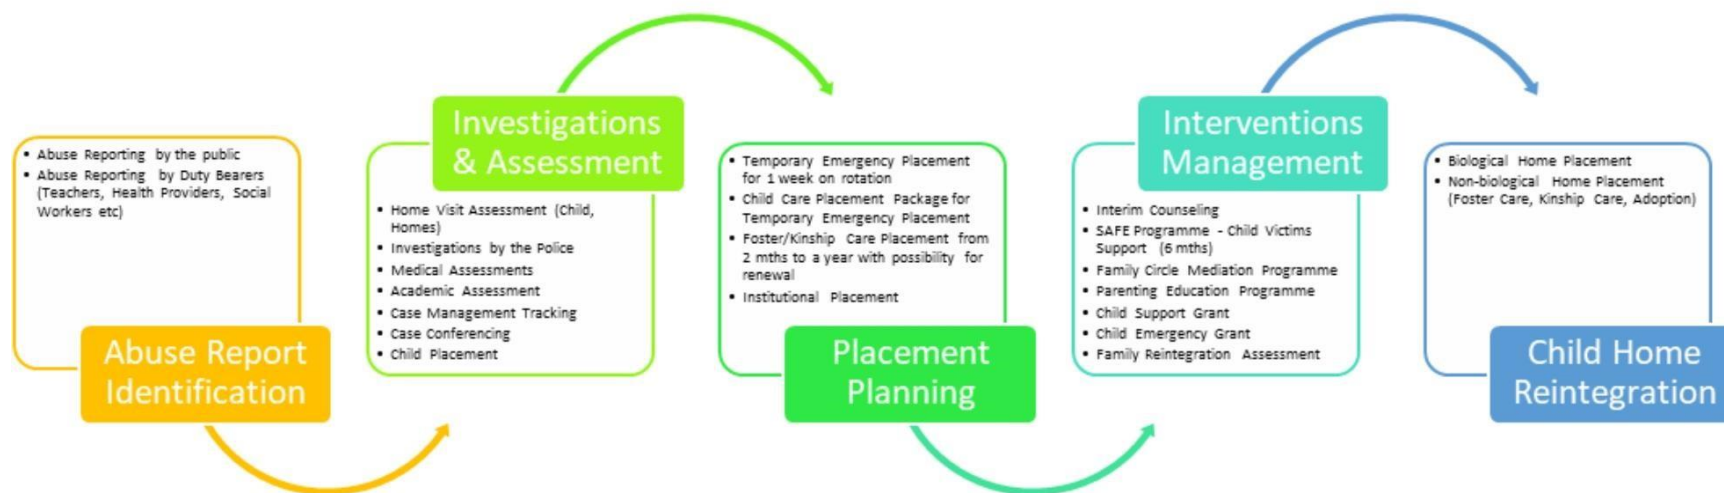 • Abuse Reporting by the public
• Abuse Reporting by Duty Bearers
(Teachers, Health Providers, Social
Workers etc)
Abuse Report
Identification
Investigations
& Assessment
• Home Visit Assessment (Child,
Homes)
• Investigations by the Police
• Medical Assessments
• Academic Assessment
• Case Management Tracking
• Case Conferencing
• Child Placement
• Temporary Emergency Placement
for 1 week on rotation
• Child Care Placement Package for
Temporary Emergency Placement
• Foster/Kinship Care Placement from
2 mths to a year with possibility for
renewal
• Institutional Placement
Placement
Planning
Interventions
Management
• Interim Counseling
• SAFE Programme - Child Victims
Support (6 mths)
• Family Circle Mediation Programme
• Parenting Education Programme
• Child Support Grant
• Child Emergency Grant
• Family Reintegration Assessment
• Biological Home Placement
• Non-biological Home Placement
(Foster Care, Kinship Care, Adoption)
Child Home
Reintegration